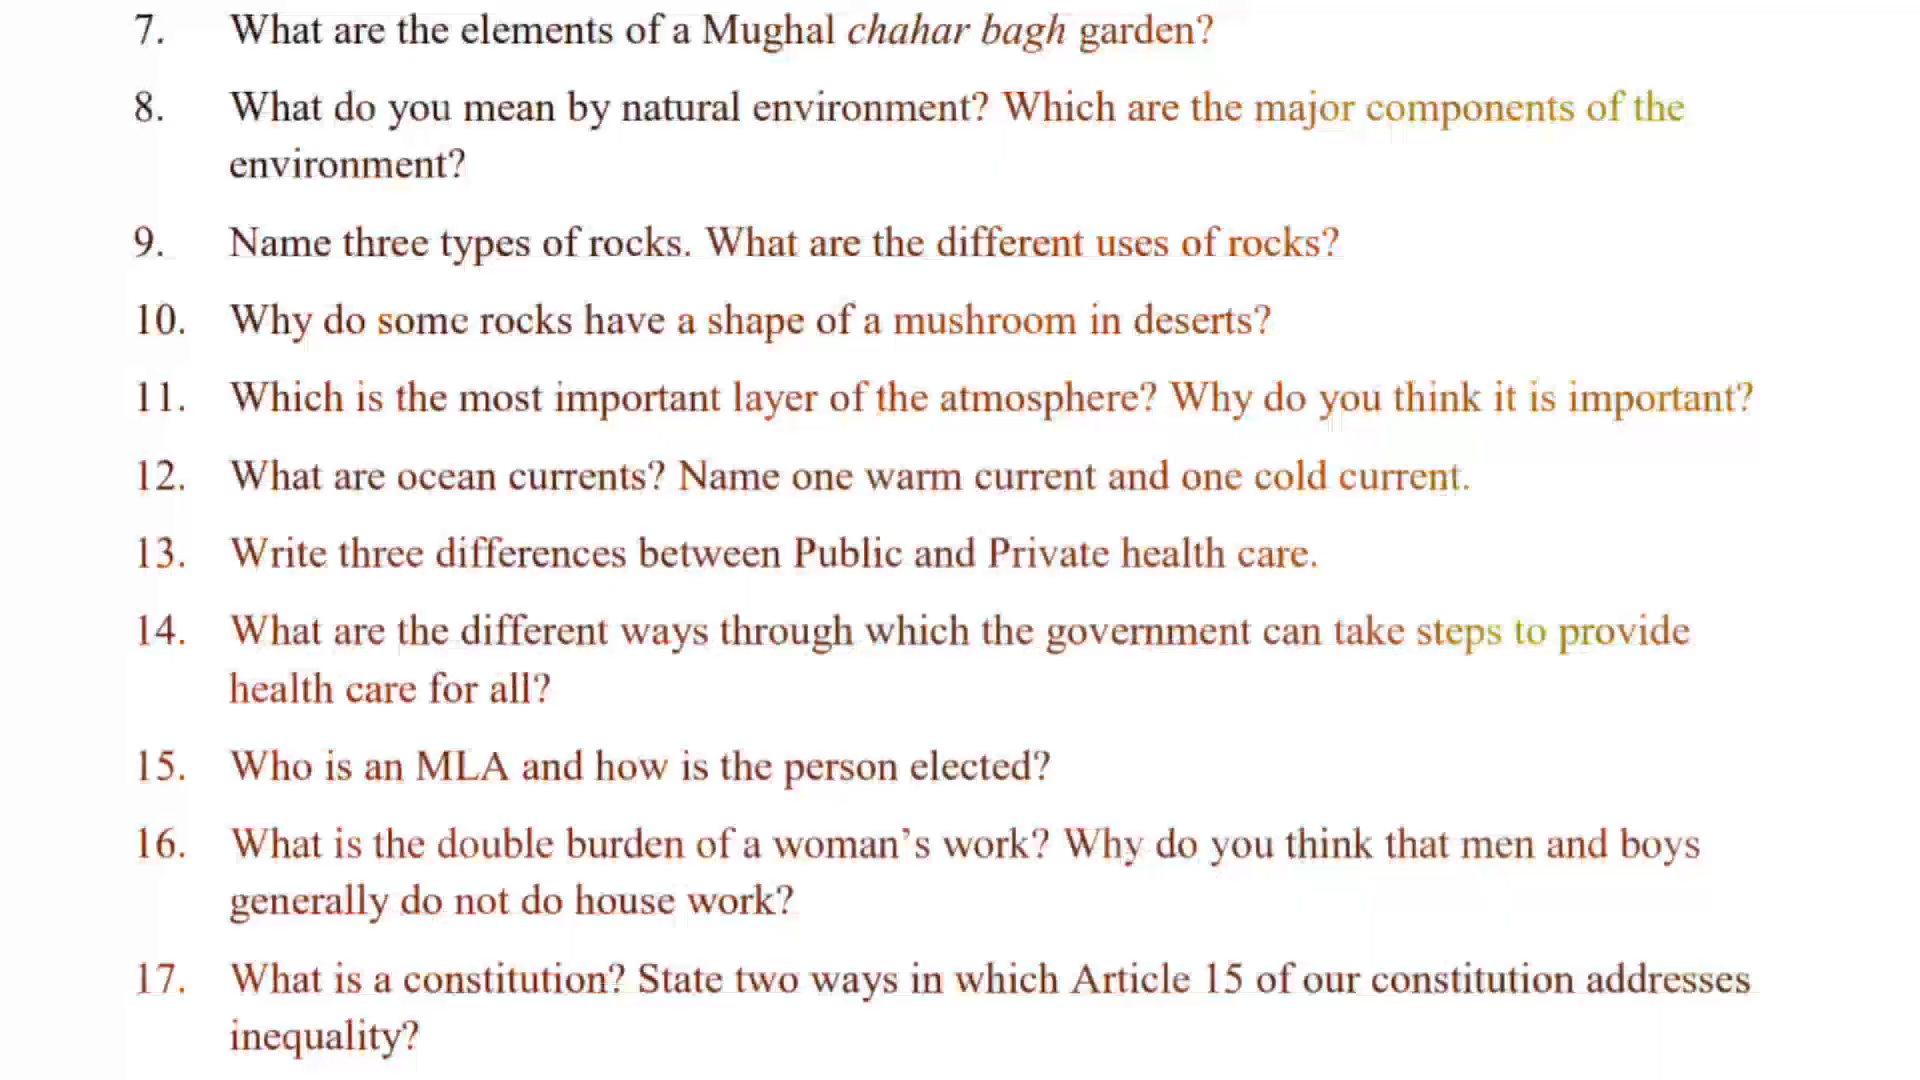 7. What are the elements of a Mughal chahar bagh garden?
8. What do you mean by natural environment? Which are the major components of the
environment?
9. Name three types of rocks. What are the different uses of rocks?
10. Why do some rocks have a shape of a mushroom in deserts?
11. Which is the most important layer of the atmosphere? Why do you think it is important?
12. What are ocean currents? Name one warm current and one cold current.
13. Write three differences between Public and Private health care.
14. What are the different ways through which the government can take steps to provide
health care for all?
15. Who is an MLA and how is the person elected?
16. What is the double burden of a woman’s work? Why do you think that men and boys
generally do not do house work?
17. What is a constitution? State two ways in which Article 15 of our constitution addresses
inequality?